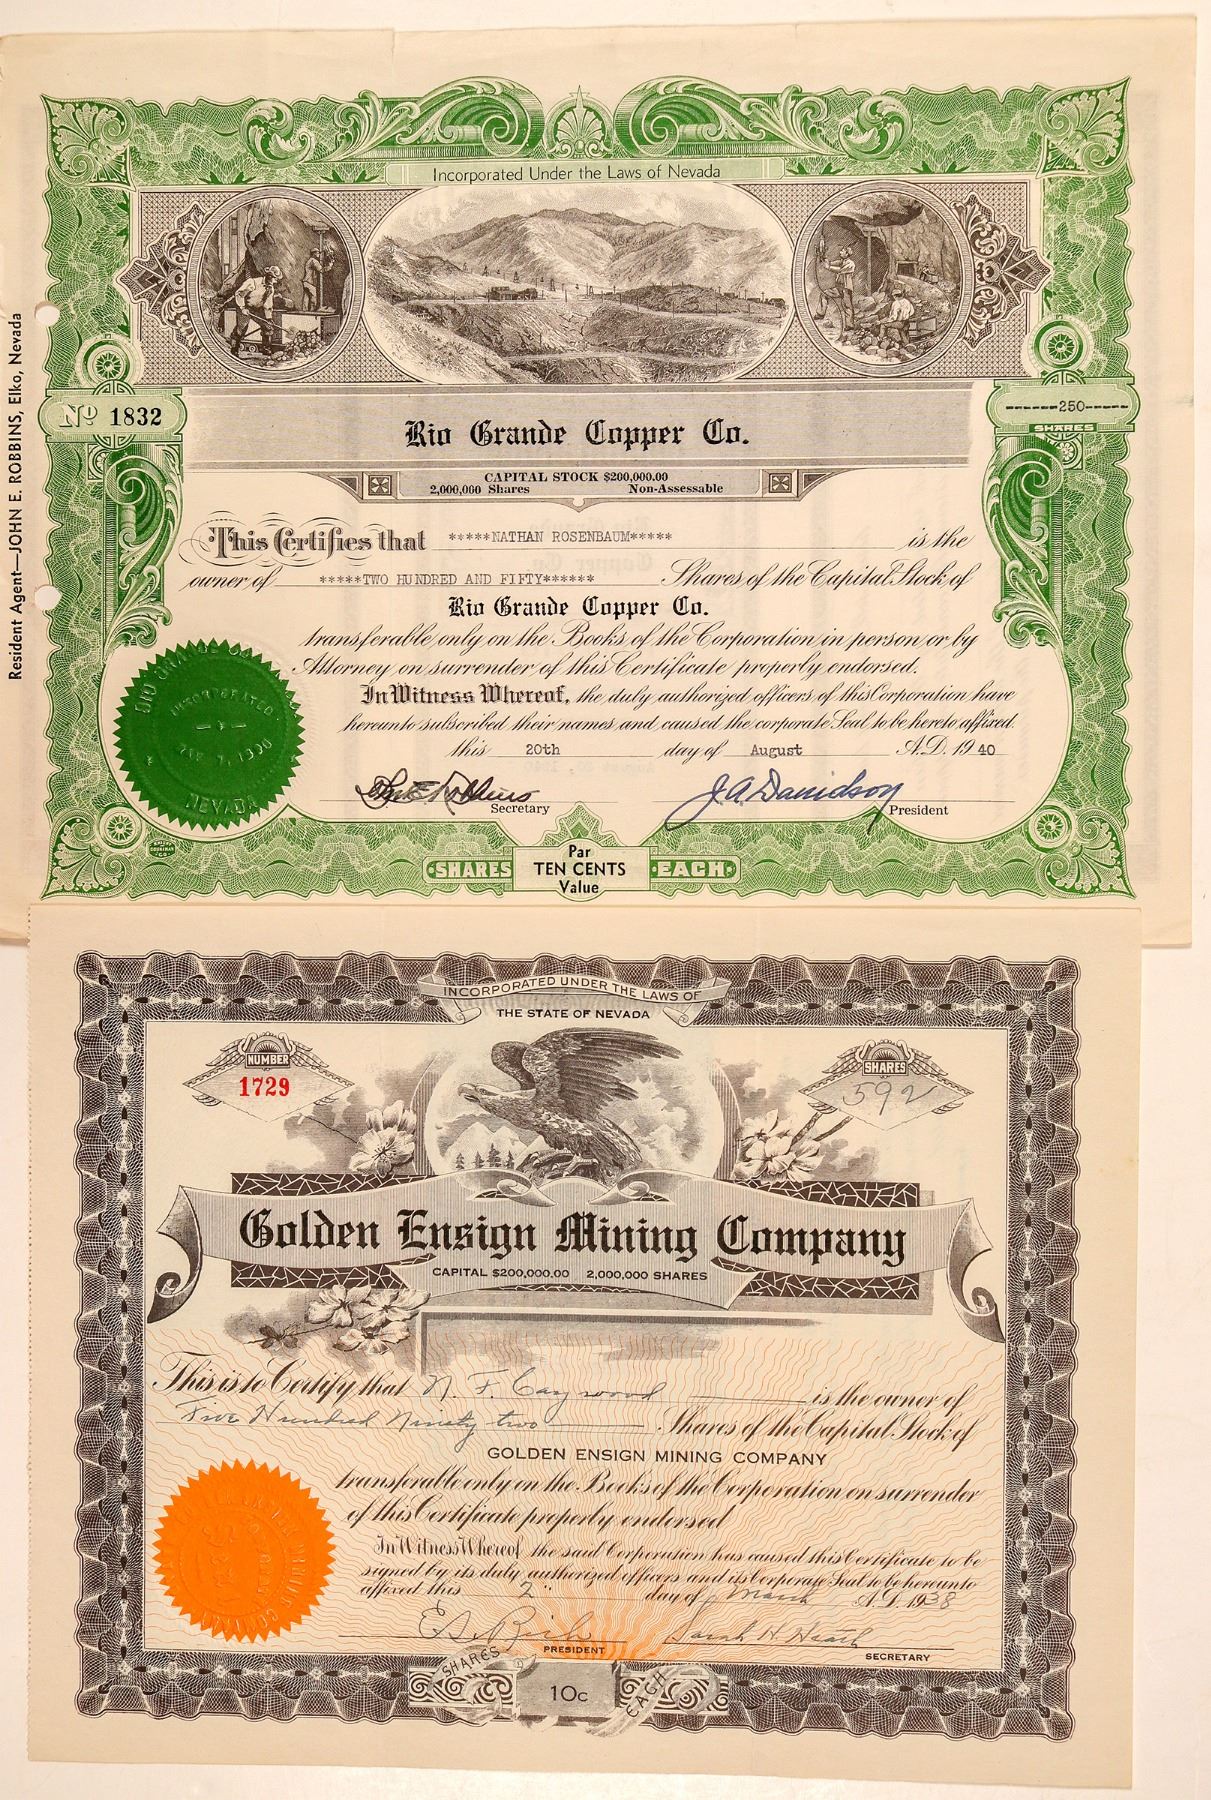 Incorporated Under the Laws of Nevada
Resident Agent—JOHN E. ROBBINS, Elko, Nevada
Nº 1832
------250-----
SHARES
Rio Grande Copper Co.
CAPITAL STOCK $200,000.00
2,000,000 Shares Non-Assessable
This Certifies that *****NATHAN ROSENBAUM***** is the
owner of *****TWO HUNDRED AND FIFTY****** Shares of the Capital Stock of
Rio Grande Copper Co.
transferable only on the Books of the Corporation in person or by
Attorney on surrender of this Certificate properly endorsed.
In Witness Whereof, the duly authorized officers of this Corporation have
hereunto subscribed their names and caused the corporate Seal to be hereto affixed.
this 20th day of August A.D. 1940
INCORPORATED
NEVADA
John E Robbins J. A. Davidson
Secretary President
SHARES Par EACH
TEN CENTS
Value
INCORPORATED UNDER THE LAWS OF
THE STATE OF NEVADA
NUMBER
1729
SHARES
592
Golden Ensign Mining Company
CAPITAL $200,000.00 2,000,000 SHARES
This is to Certify that N. F. Caywood is the owner of
Five Hundred Ninety two Shares of the Capital Stock of
GOLDEN ENSIGN MINING COMPANY
transferable only on the Books of the Corporation on surrender
of this Certificate properly endorsed
In Witness Whereof the said Corporation has caused this Certificate to be
signed by its duly authorized officers and its Corporate Seal to be hereunto
affixed this 2" day of March A.D. 1938
E. S. Rich Sarah H. Heath
PRESIDENT SECRETARY
SHARES 10c EACH